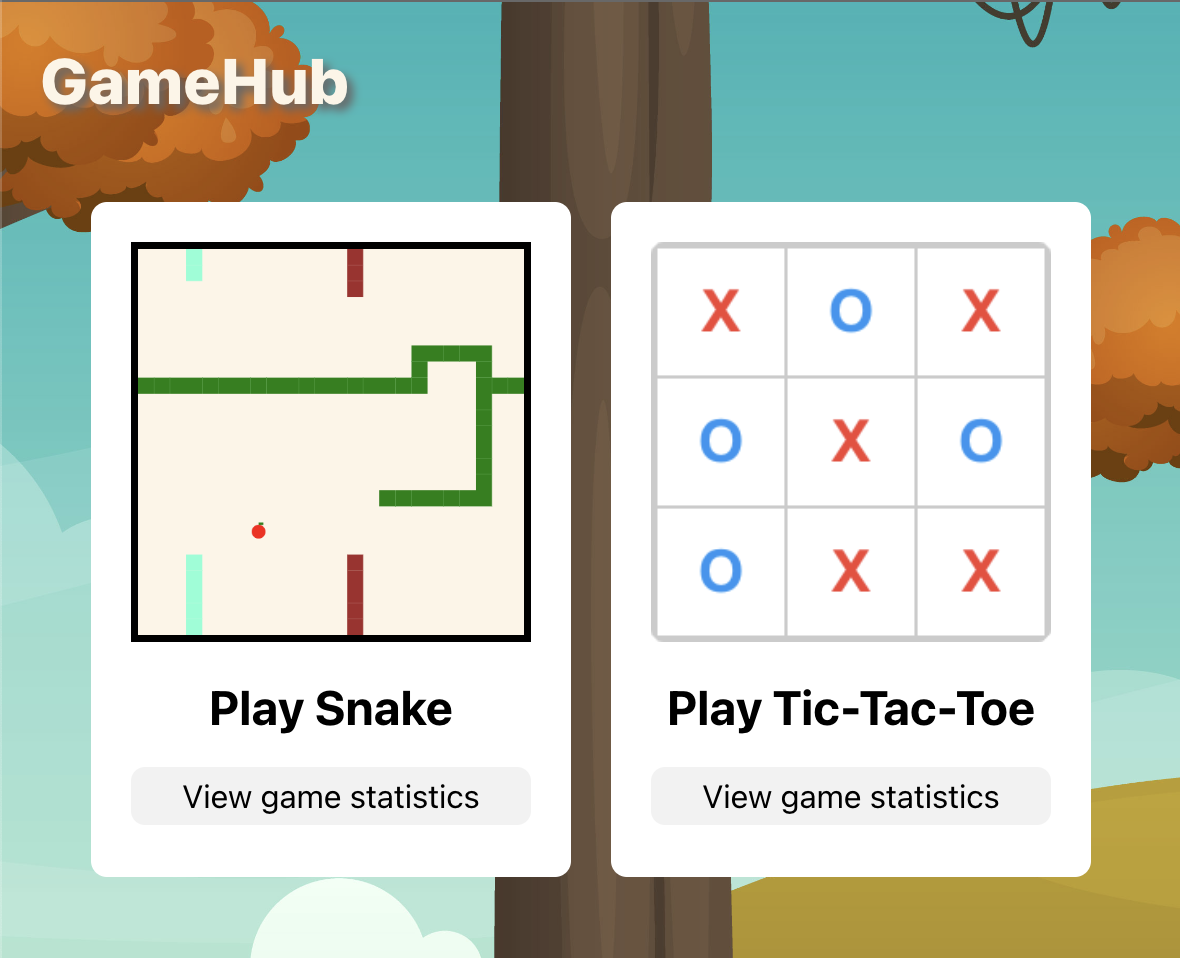 GameHub
X O X
O X O
O X X
Play Snake
Play Tic-Tac-Toe
View game statistics
View game statistics